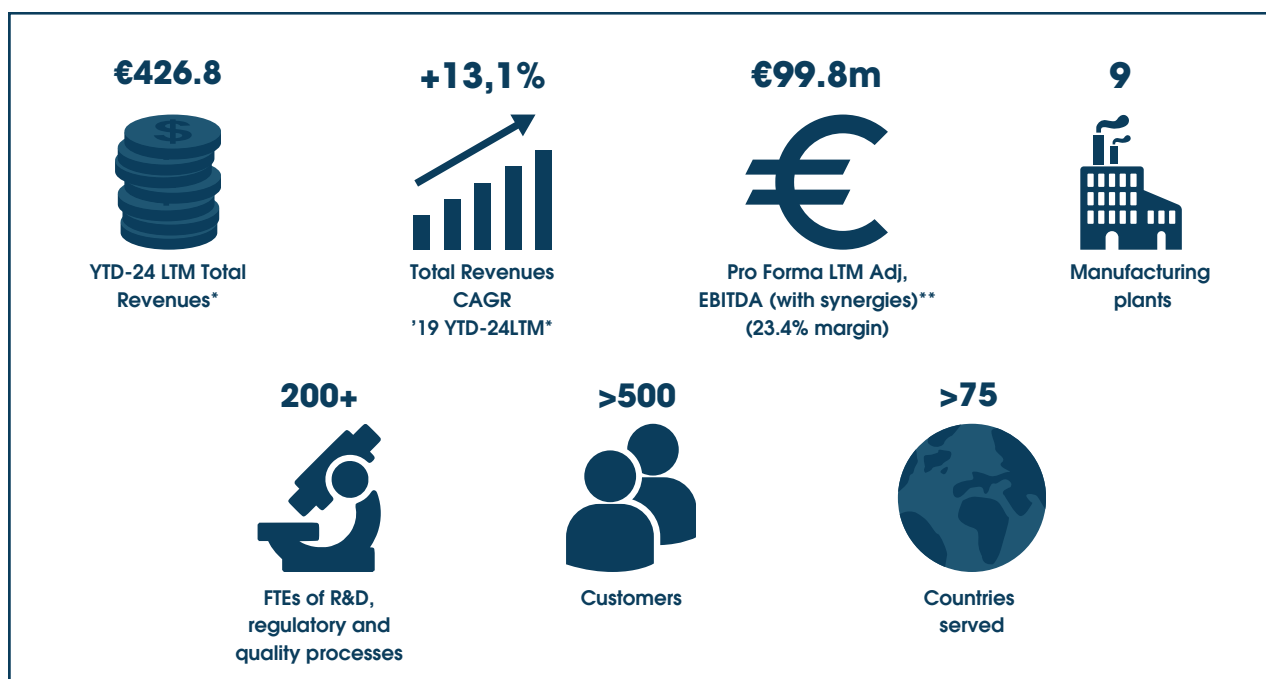 €426.8
YTD-24 LTM Total
Revenues*
+13,1%
Total Revenues
CAGR
’19 YTD-24LTM*
€99.8m
Pro Forma LTM Adj,
EBITDA (with synergies)**
(23.4% margin)
9
Manufacturing
plants
200+
FTEs of R&D,
regulatory and
quality processes
>500
Customers
>75
Countries
served
$
€